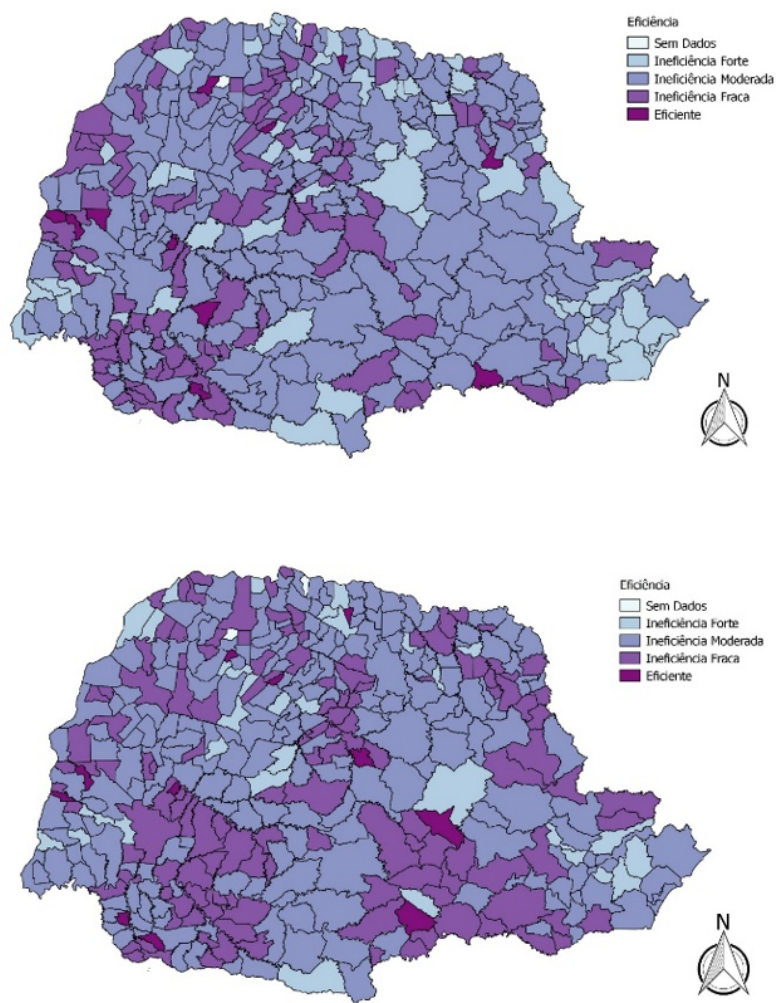 Eficiência
Sem Dados
Ineficiência Forte
Ineficiência Moderada
Ineficiência Fraca
Eficiente
N
Eficiência
Sem Dados
Ineficiência Forte
Ineficiência Moderada
Ineficiência Fraca
Eficiente
N